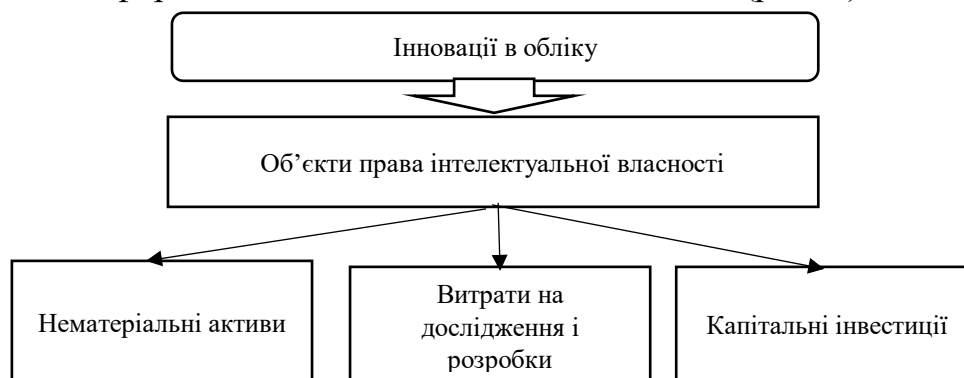 Інновації в обліку
Об’єкти права інтелектуальної власності
Нематеріальні активи
Витрати на
дослідження і
розробки
Капітальні інвестиції